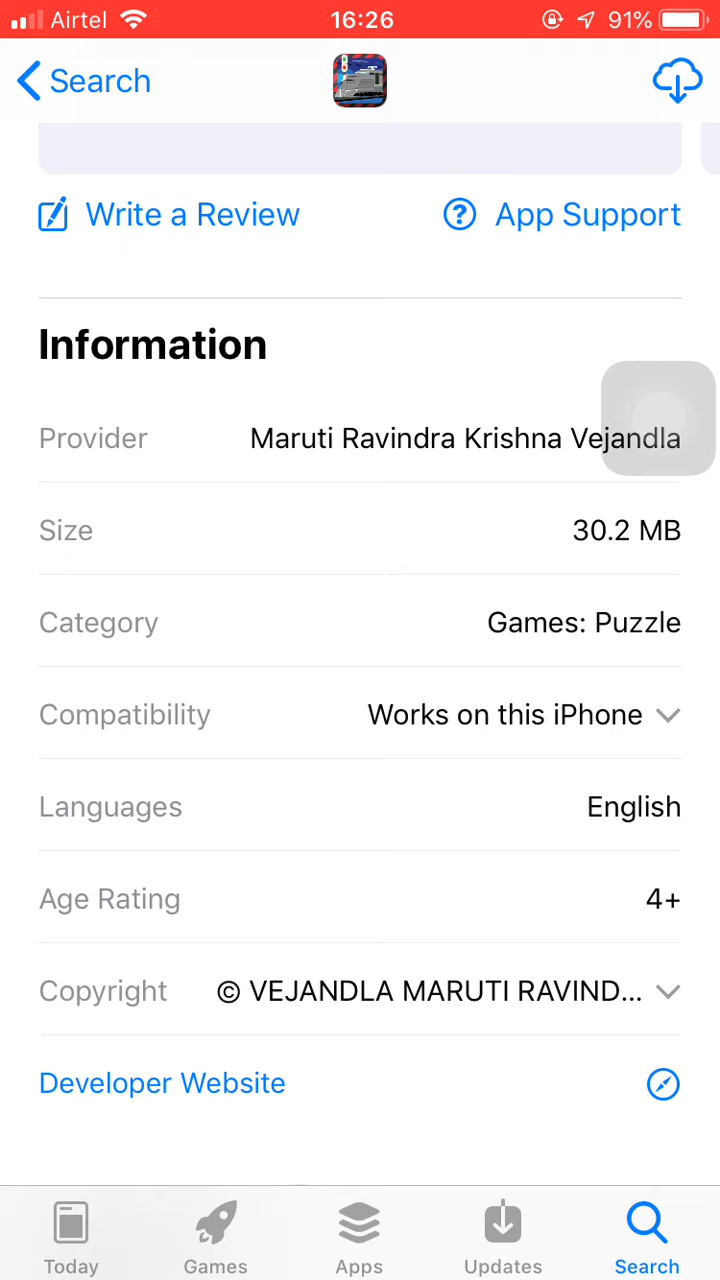 Airtel 16:26 91%
Search
Write a Review App Support
Information
Provider Maruti Ravindra Krishna Vejandla
Size 30.2 MB
Category Games: Puzzle
Compatibility Works on this iPhone
Languages English
Age Rating 4+
Copyright © VEJANDLA MARUTI RAVIND...
Developer Website
Today Games Apps Updates Search